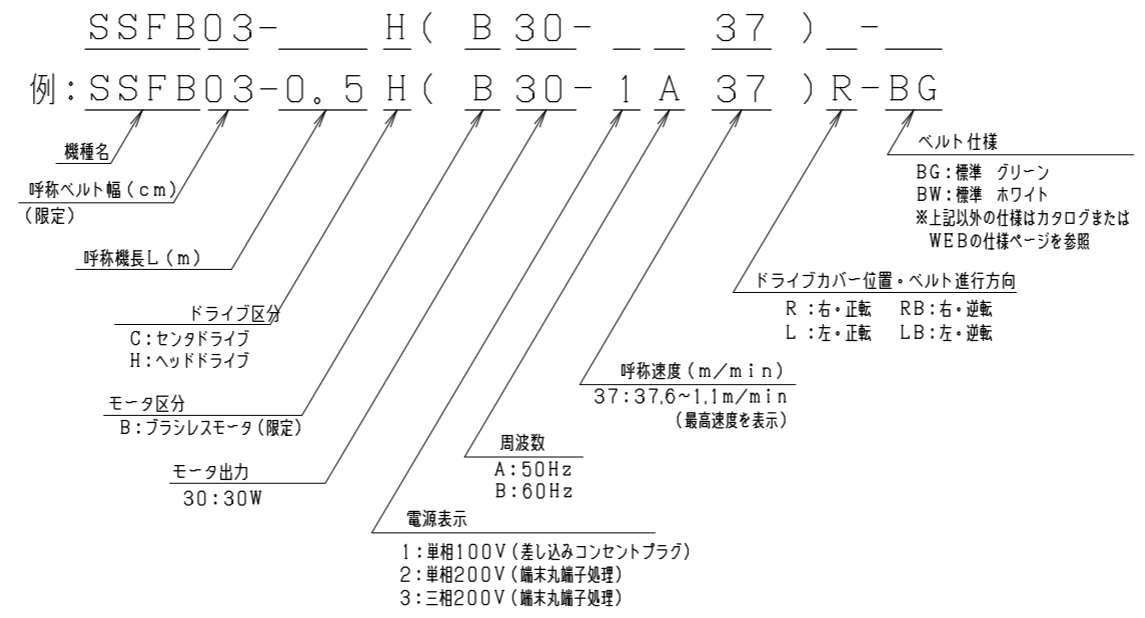 SSFB03-___ H( B 30-_ _ 37 )_-__
例:SSFB03-0.5H( B 30-1 A 37 )R-BG
機種名
呼称ベルト幅(cm)
(限定)
呼称機長L(m)
ドライブ区分
C:センタドライブ
H:ヘッドドライブ
モータ区分
B:ブラシレスモータ(限定)
モータ出力
30:30W
電源表示
1:単相100V(差し込みコンセントプラグ)
2:単相200V(端末丸端子処理)
3:三相200V(端末丸端子処理)
周波数
A:50Hz
B:60Hz
呼称速度(m/min)
37:37.6~1.1m/min
(最高速度を表示)
ドライブカバー位置・ベルト進行方向
R :右・正転 RB:右・逆転
L :左・正転 LB:左・逆転
ベルト仕様
BG:標準 グリーン
BW:標準 ホワイト
※上記以外の仕様はカタログまたは
WEBの仕様ページを参照